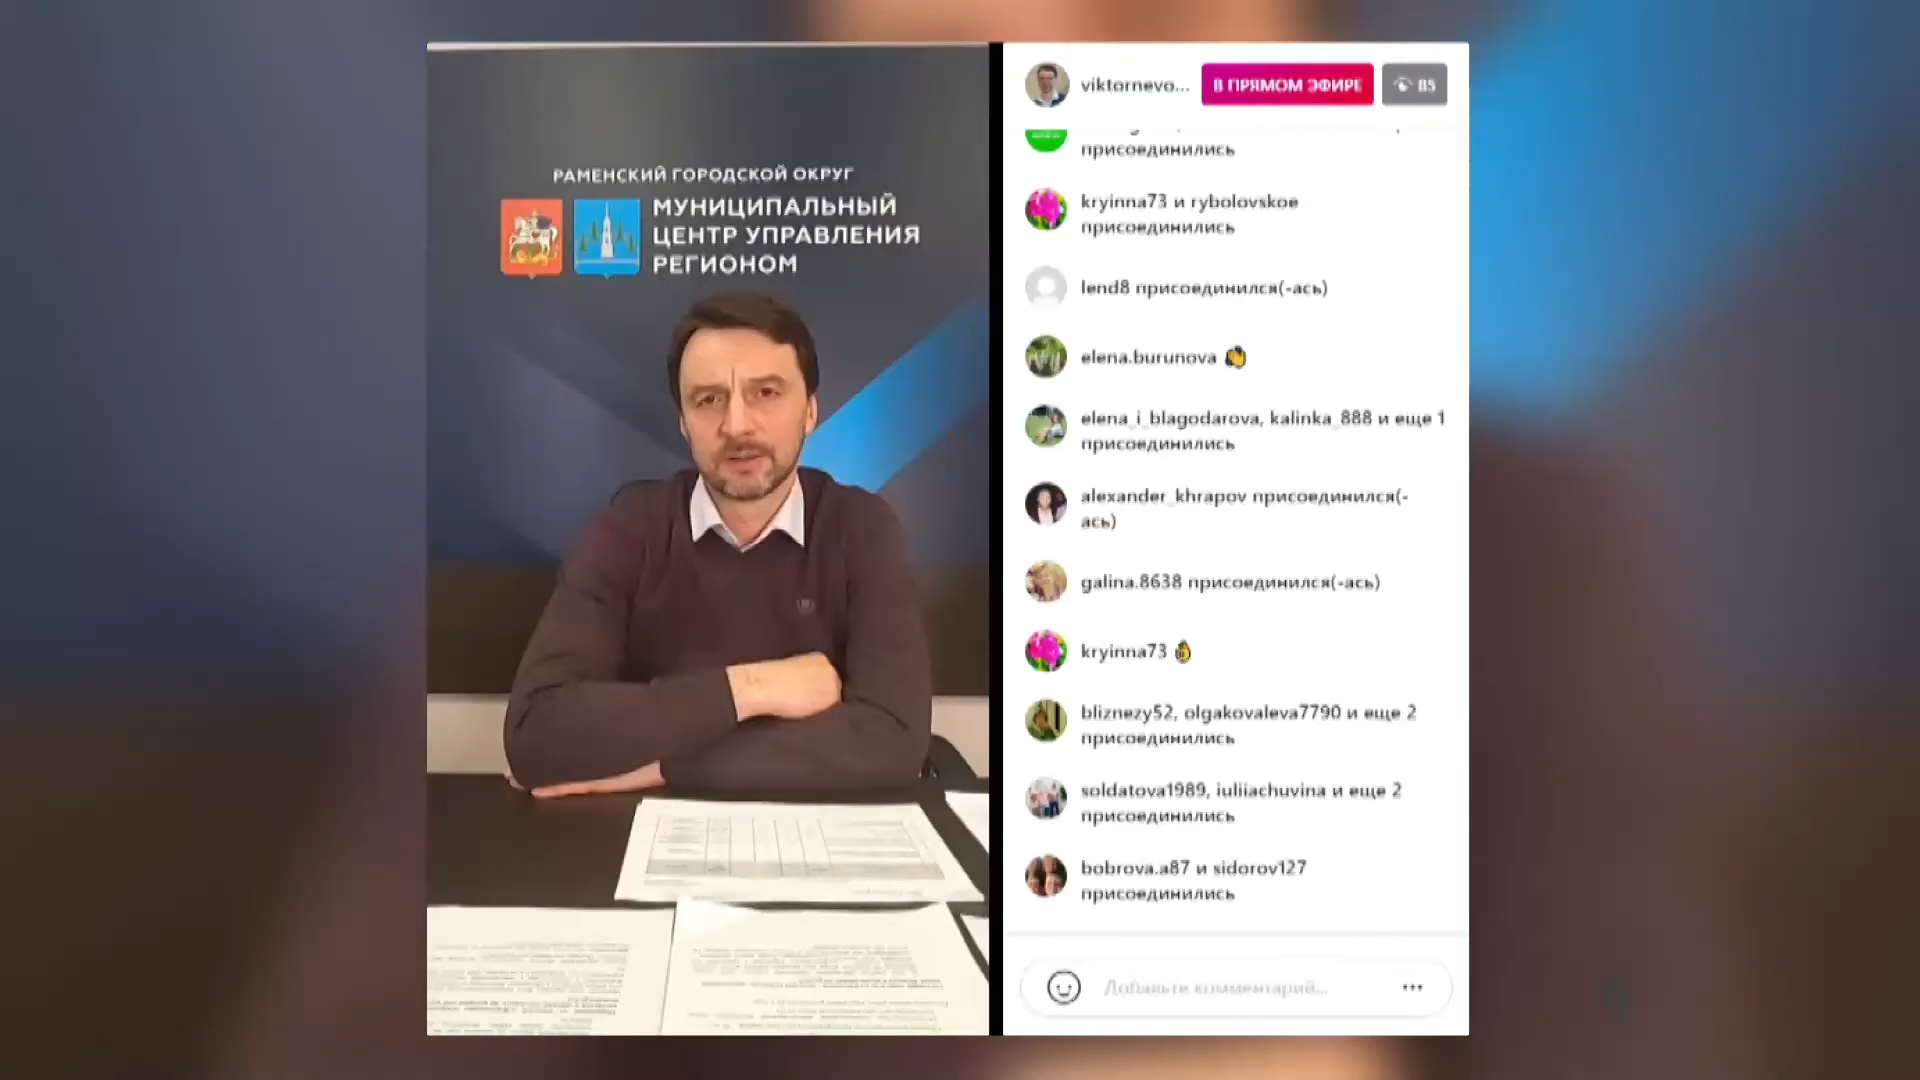 РАМЕНСКИЙ ГОРОДСКОЙ ОКРУГ
МУНИЦИПАЛЬНЫЙ
ЦЕНТР УПРАВЛЕНИЯ
РЕГИОНОМ
viktornevo...
В ПРЯМОМ ЭФИРЕ
85
присоединились
kryinna73 и rybolovskoe
присоединились
lend8 присоединился(-ась)
elena.burunova 👏
elena_i_blagodarova, kalinka_888 и еще 1
присоединились
alexander_khrapov присоединился(-
ась)
galina.8638 присоединился(-ась)
kryinna73 👌
bliznezy52, olgakovaleva7790 и еще 2
присоединились
soldatova1989, iuliiachuvina и еще 2
присоединились
bobrova.a87 и sidorov127
присоединились
Добавьте комментарий...